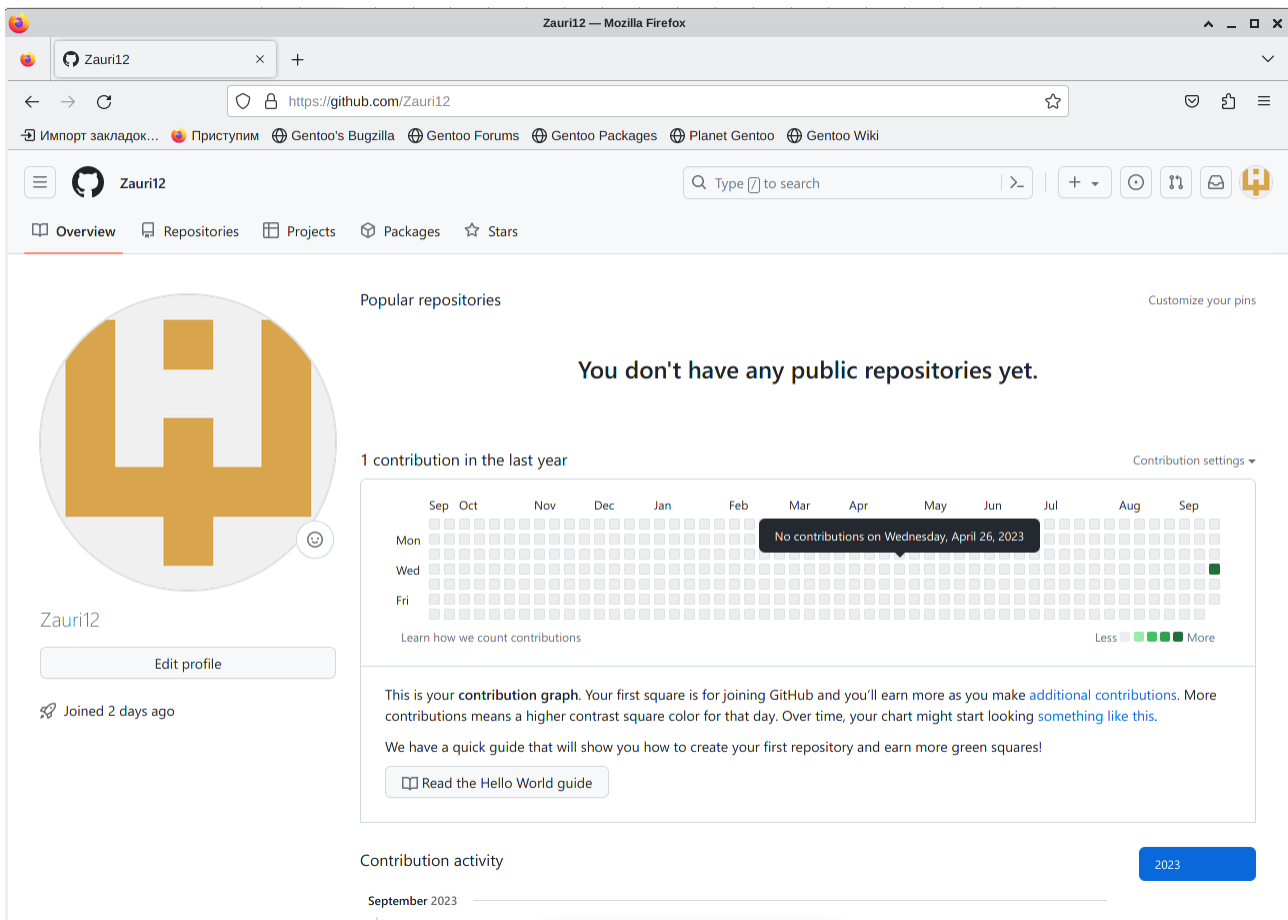 Zauri12 — Mozilla Firefox
Zauri12
https://github.com/Zauri12
Импорт закладок… Приступим Gentoo's Bugzilla Gentoo Forums Gentoo Packages Planet Gentoo Gentoo Wiki
Zauri12 Type / to search
Overview Repositories Projects Packages Stars
Popular repositories Customize your pins
You don't have any public repositories yet.
1 contribution in the last year Contribution settings
Sep Oct Nov Dec Jan Feb Mar Apr May Jun Jul Aug Sep
No contributions on Wednesday, April 26, 2023
Mon
Wed
Fri
Learn how we count contributions Less More
Zauri12
Edit profile
Joined 2 days ago
This is your contribution graph. Your first square is for joining GitHub and you’ll earn more as you make additional contributions. More
contributions means a higher contrast square color for that day. Over time, your chart might start looking something like this.
We have a quick guide that will show you how to create your first repository and earn more green squares!
Read the Hello World guide
Contribution activity 2023
September 2023